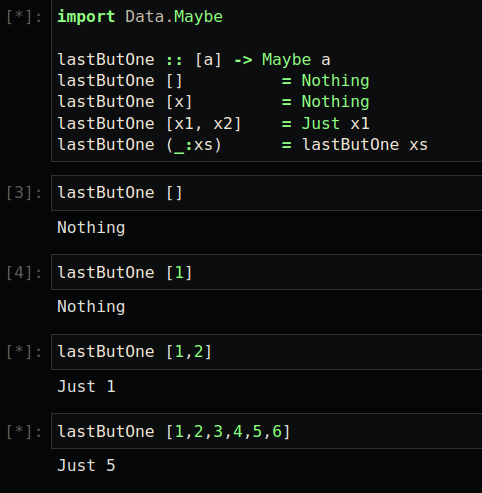 [*]: import Data.Maybe
lastButOne :: [a] -> Maybe a
lastButOne [] = Nothing
lastButOne [x] = Nothing
lastButOne [x1, x2] = Just x1
lastButOne (_:xs) = lastButOne xs
[3]: lastButOne []
Nothing
[4]: lastButOne [1]
Nothing
[*]: lastButOne [1,2]
Just 1
[*]: lastButOne [1,2,3,4,5,6]
Just 5